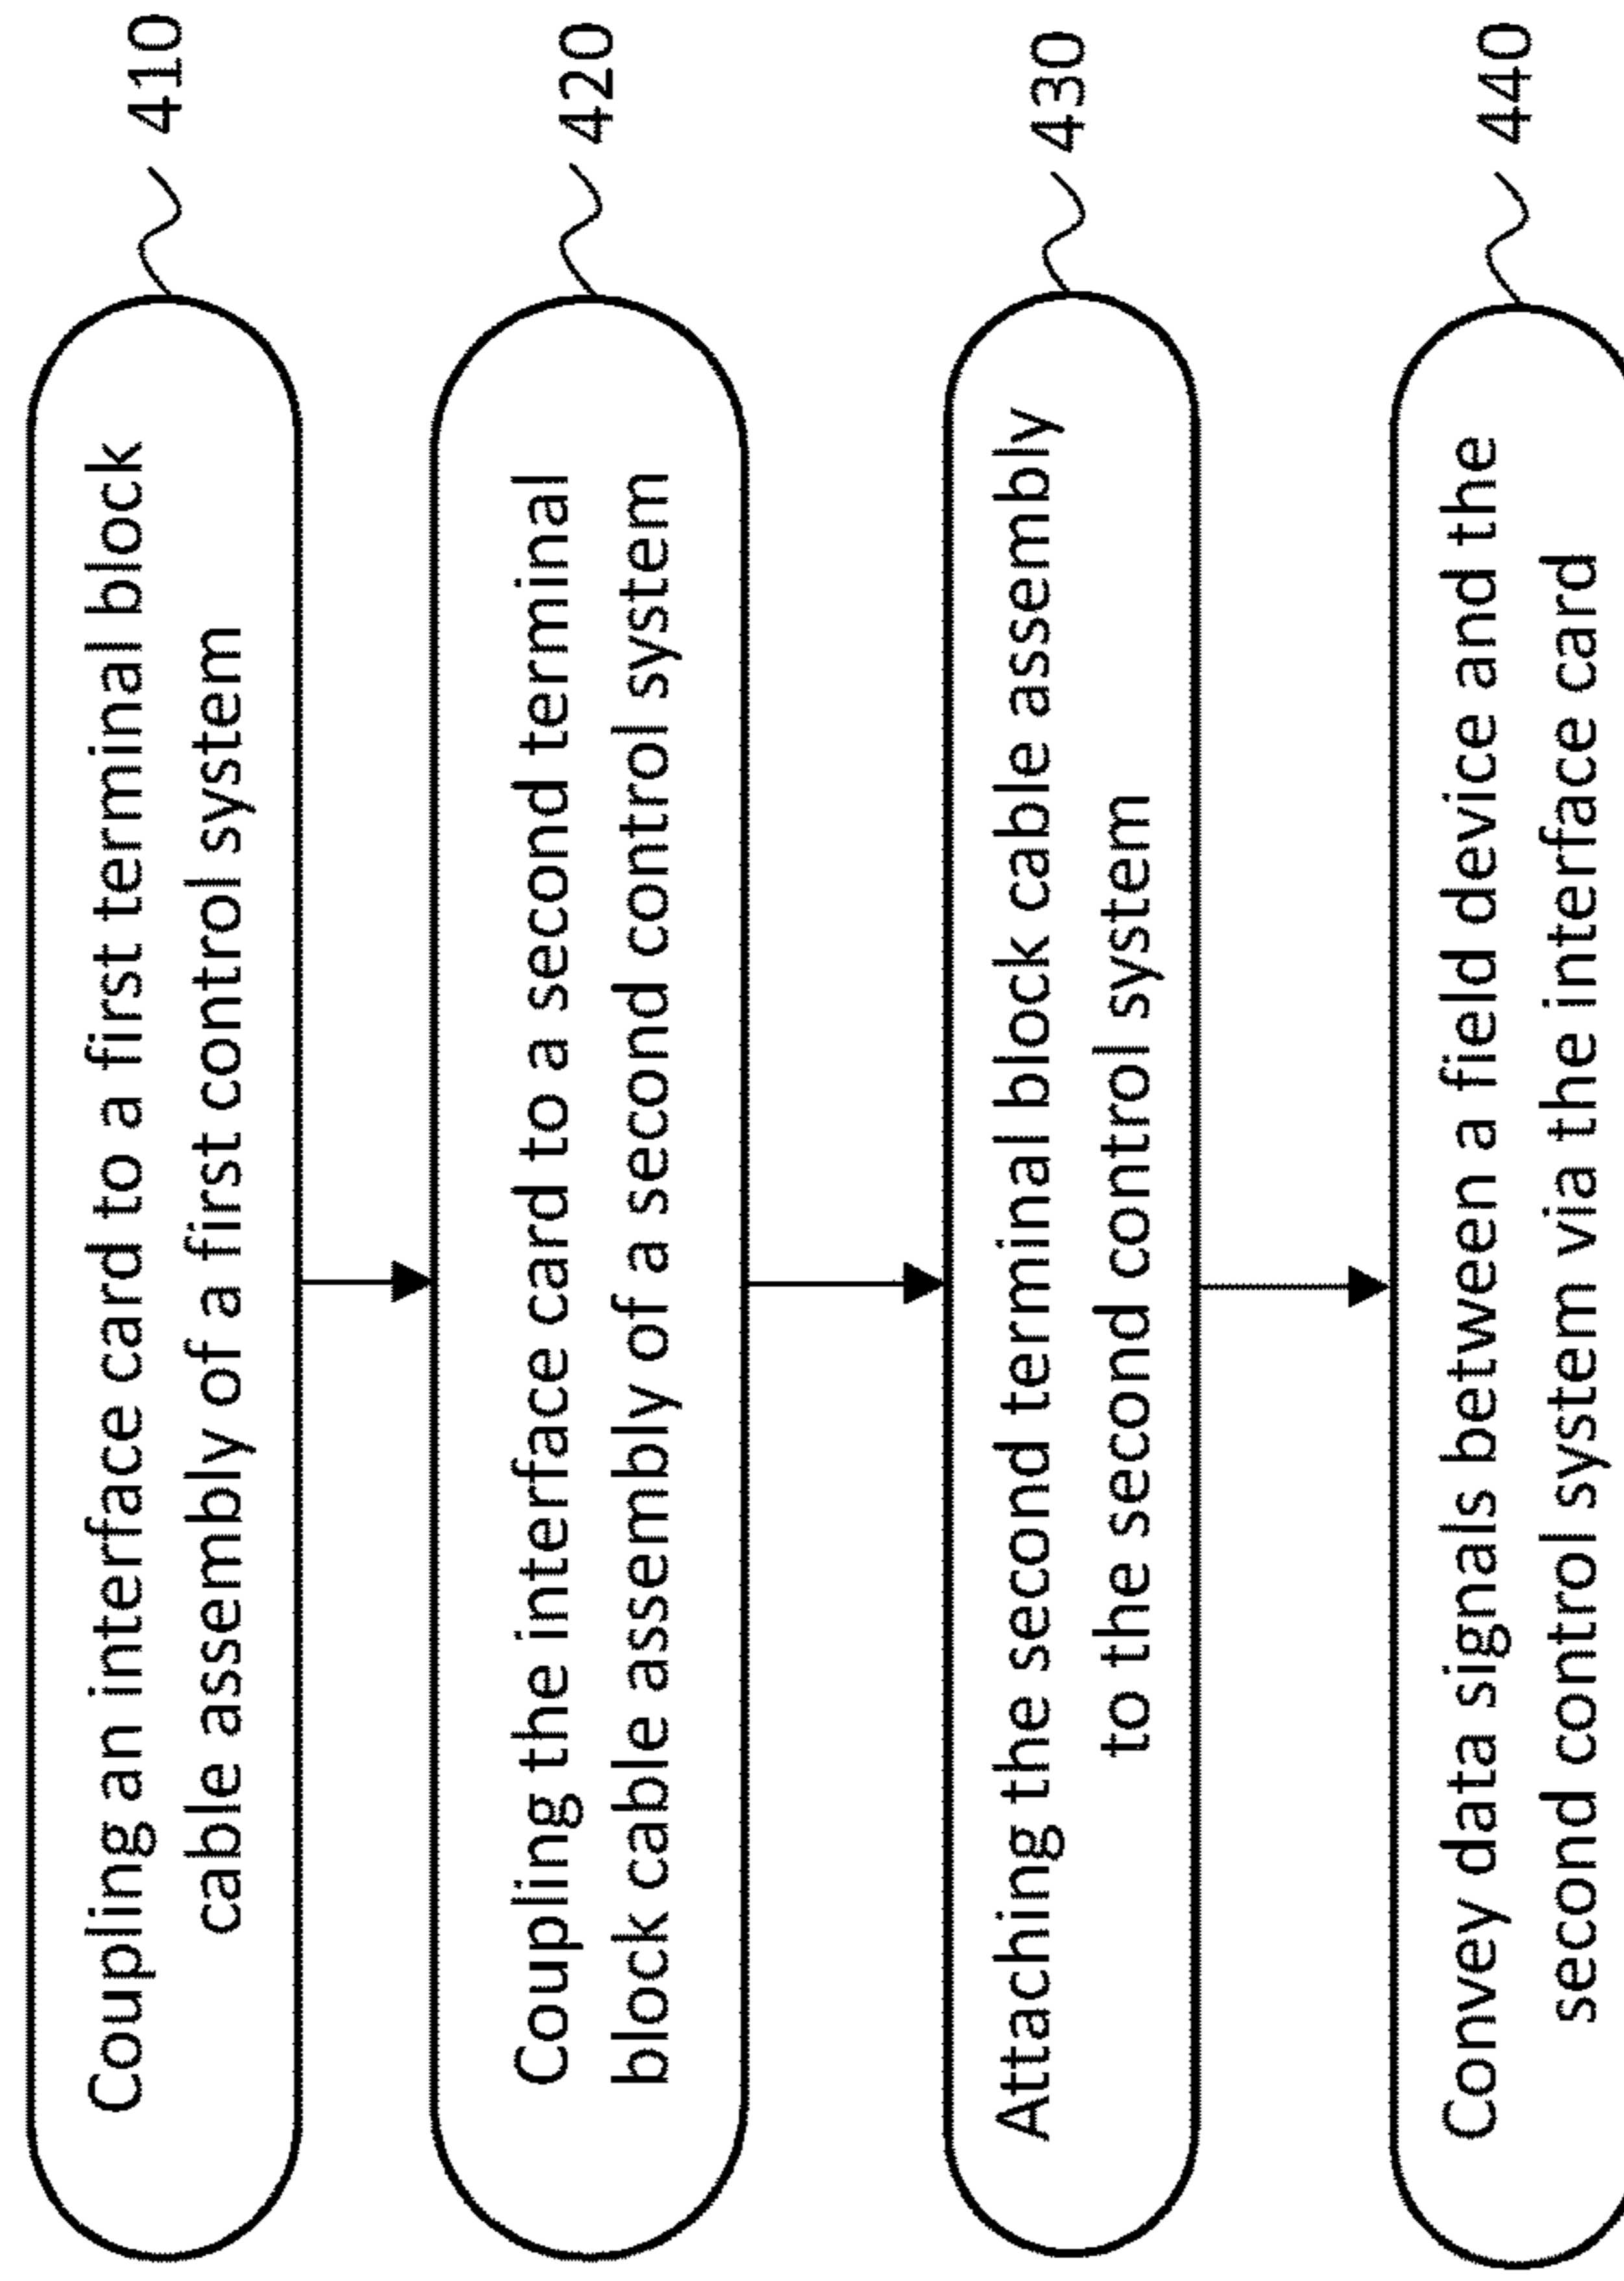 Coupling an interface card to a first terminal block
cable assembly of a first control system
410
Coupling the interface card to a second terminal
block cable assembly of a second control system
420
Attaching the second terminal block cable assembly
to the second control system
430
Convey data signals between a field device and the
second control system via the interface card
440